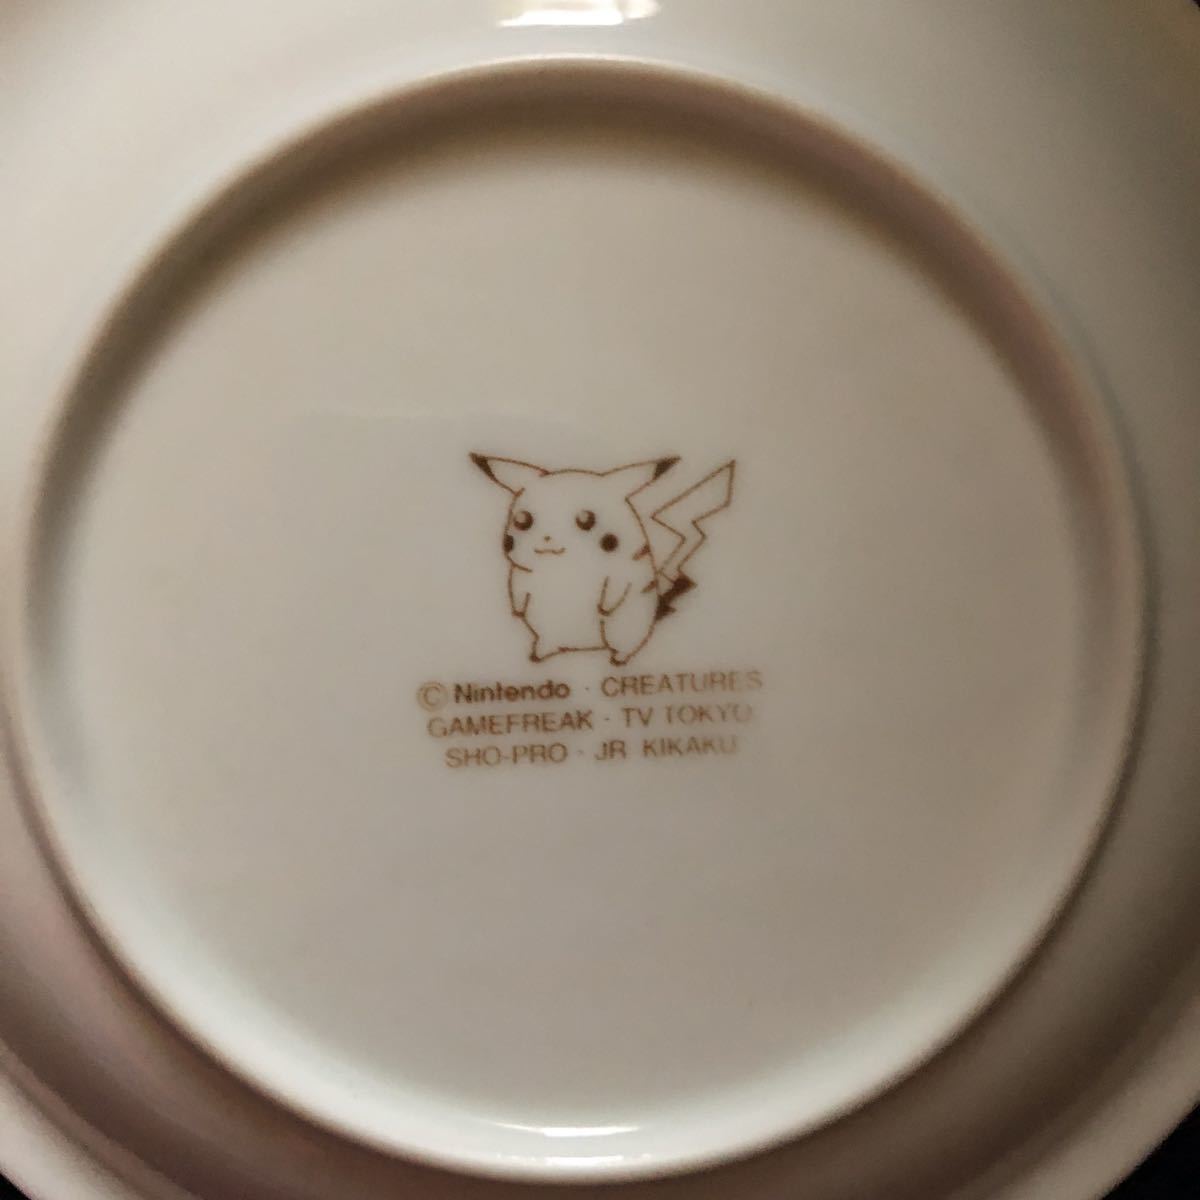 © Nintendo · CREATURES
GAMEFREAK · TV TOKYO
SHO-PRO · JR KIKAKU